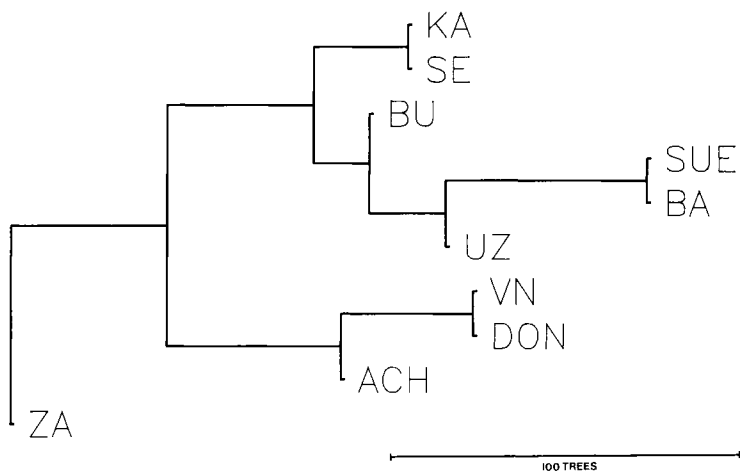 KA
SE
BU
SUE
BA
UZ
VN
DON
ACH
ZA
100 TREES